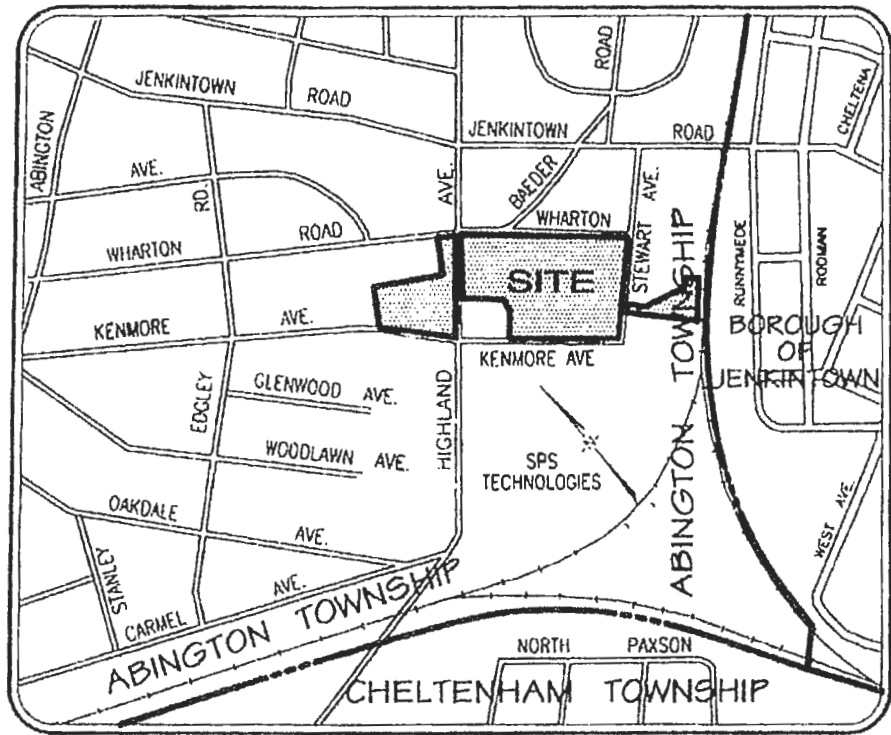 JENKINTOWN ROAD
ROAD
CHELTENA
JENKINTOWN ROAD
ABINGTON
AVE.
RD.
AVE.
BAEDER
WHARTON
STEWART AVE.
WHARTON ROAD
SITE
RUNNYMEDE
RODMAN
KENMORE AVE.
KENMORE AVE
BOROUGH
OF
JENKINTOWN
ABINGTON TOWNSHIP
GLENWOOD AVE.
EDGLEY
HIGHLAND
WOODLAWN AVE.
SPS
TECHNOLOGIES
OAKDALE AVE.
WEST AVE.
STANLEY
CARMEL AVE.
ABINGTON TOWNSHIP
NORTH PAXSON
CHELTENHAM TOWNSHIP